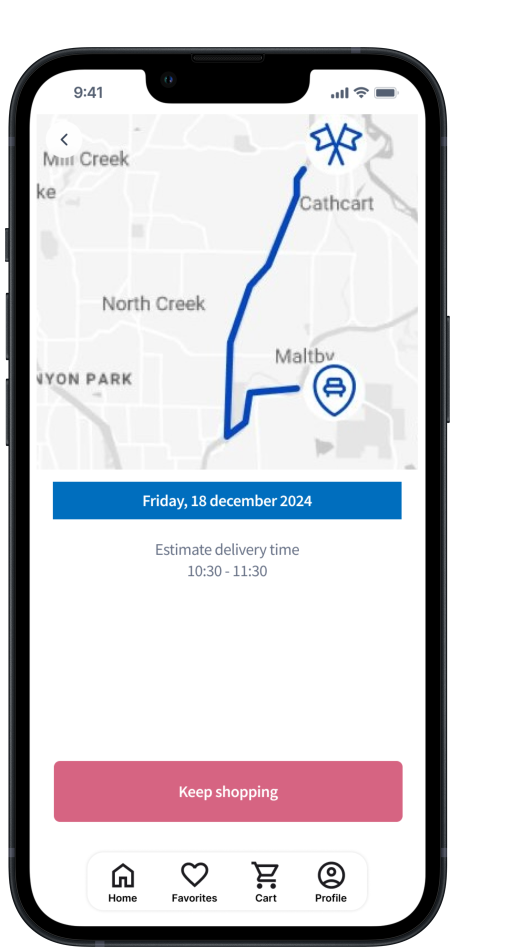 9:41
Mill Creek
ke
Cathcart
North Creek
Maltby
NYON PARK
Friday, 18 december 2024
Estimate delivery time
10:30 - 11:30
Keep shopping
Home Favorites Cart Profile